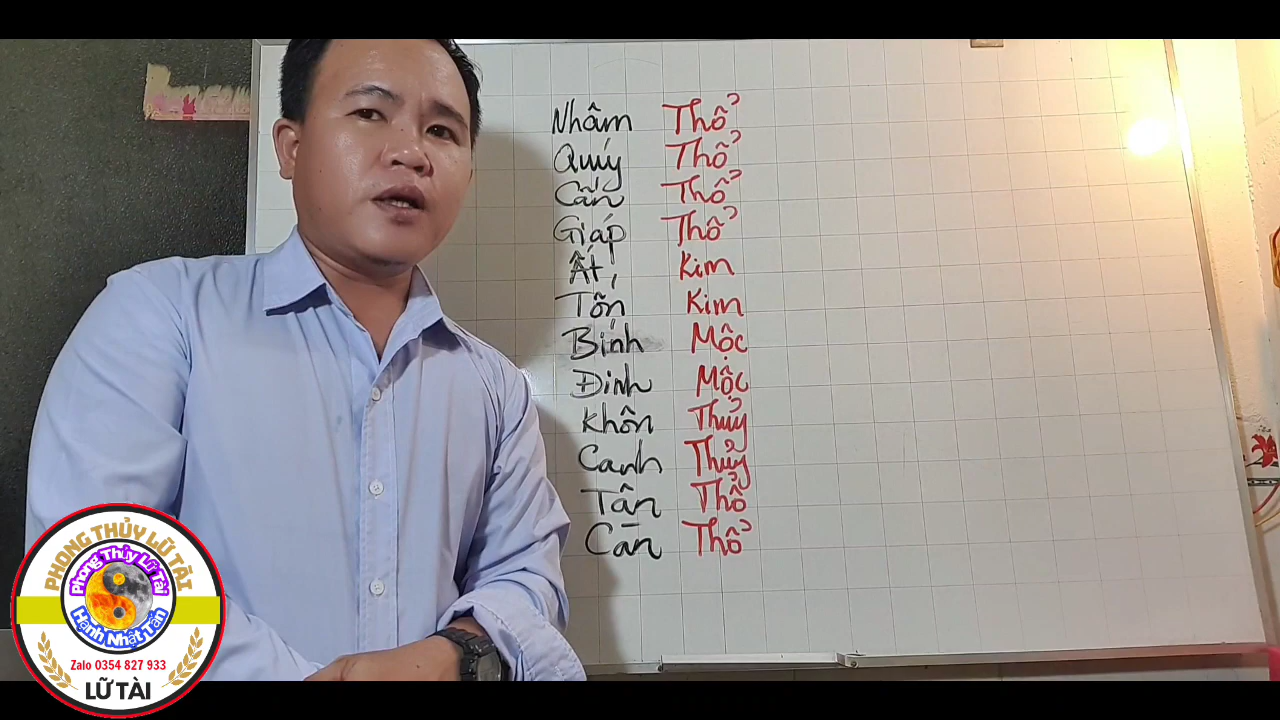 Nhâm Thổ
Quý Thổ
Cấn Thổ
Giáp Thổ
Ất, Kim
Tốn Kim
Bính Mộc
Đinh Mộc
Khôn Thủy
Canh Thủy
Tân Thổ
Càn Thổ
PHONG THỦY LỮ TÀI
Phong Thủy Lữ Tài
Hạnh Nhật Tấn
Zalo 0354 827 933
LỮ TÀI